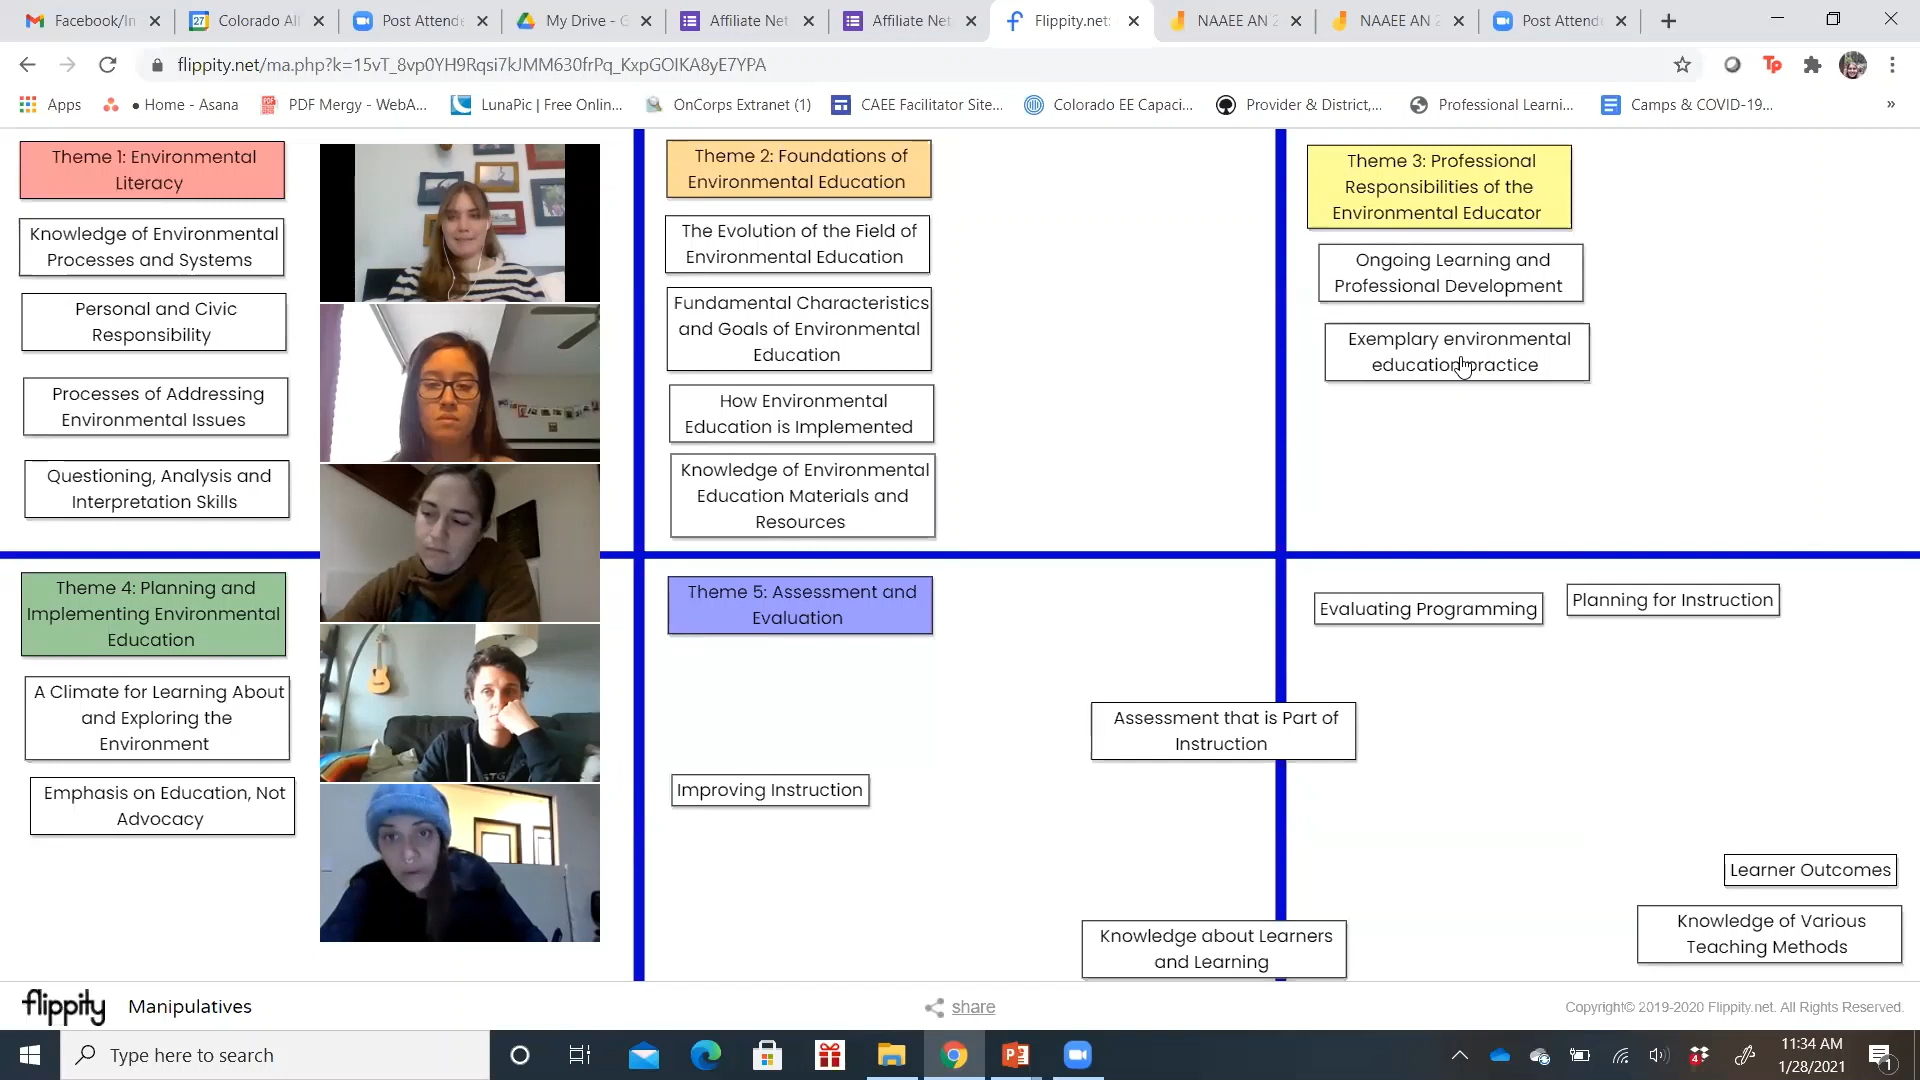 Facebook/In
Colorado All
Post Attende
My Drive - G
Affiliate Net
Affiliate Net
Flippity.net:
NAAEE AN 2
NAAEE AN 2
Post Attend
flippity.net/ma.php?k=15vT_8vp0YH9Rqsi7kJMM630frPq_KxpGOIKA8yE7YPA
Apps
• Home - Asana
PDF Mergy - WebA...
LunaPic | Free Onlin...
OnCorps Extranet (1)
CAEE Facilitator Site...
Colorado EE Capaci...
Provider & District,...
Professional Learni...
Camps & COVID-19...
»
Theme 1: Environmental
Literacy
Knowledge of Environmental
Processes and Systems
Personal and Civic
Responsibility
Processes of Addressing
Environmental Issues
Questioning, Analysis and
Interpretation Skills
Theme 2: Foundations of
Environmental Education
The Evolution of the Field of
Environmental Education
Fundamental Characteristics
and Goals of Environmental
Education
How Environmental
Education is Implemented
Knowledge of Environmental
Education Materials and
Resources
Theme 3: Professional
Responsibilities of the
Environmental Educator
Ongoing Learning and
Professional Development
Exemplary environmental
education practice
Theme 4: Planning and
Implementing Environmental
Education
A Climate for Learning About
and Exploring the
Environment
Emphasis on Education, Not
Advocacy
Theme 5: Assessment and
Evaluation
Improving Instruction
Assessment that is Part of
Instruction
Knowledge about Learners
and Learning
Evaluating Programming
Planning for Instruction
Learner Outcomes
Knowledge of Various
Teaching Methods
flippity
Manipulatives
share
Copyright© 2019-2020 Flippity.net. All Rights Reserved.
Type here to search
11:34 AM
1/28/2021